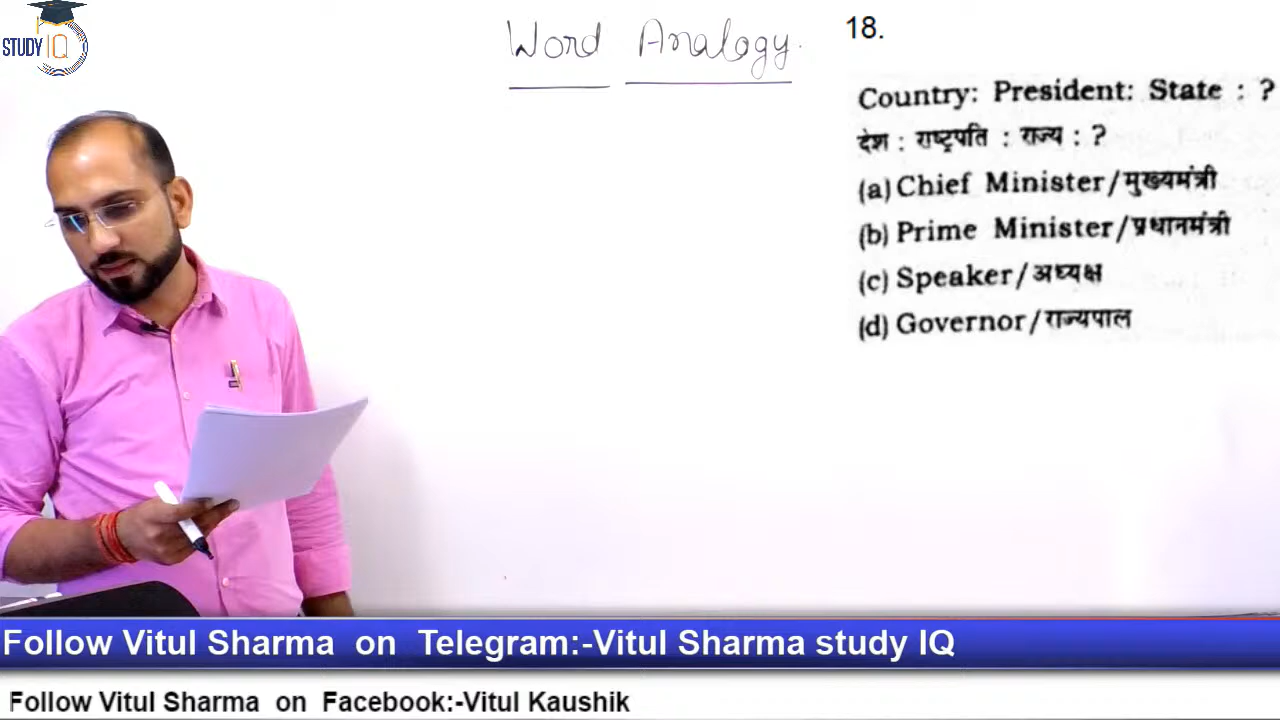 STUDY IQ
Word Analogy.
18.
Country: President: State : ?
देश : राष्ट्रपति : राज्य : ?
(a) Chief Minister/मुख्यमंत्री
(b) Prime Minister/प्रधानमंत्री
(c) Speaker/अध्यक्ष
(d) Governor/राज्यपाल
Follow Vitul Sharma on Telegram:-Vitul Sharma study IQ
Follow Vitul Sharma on Facebook:-Vitul Kaushik